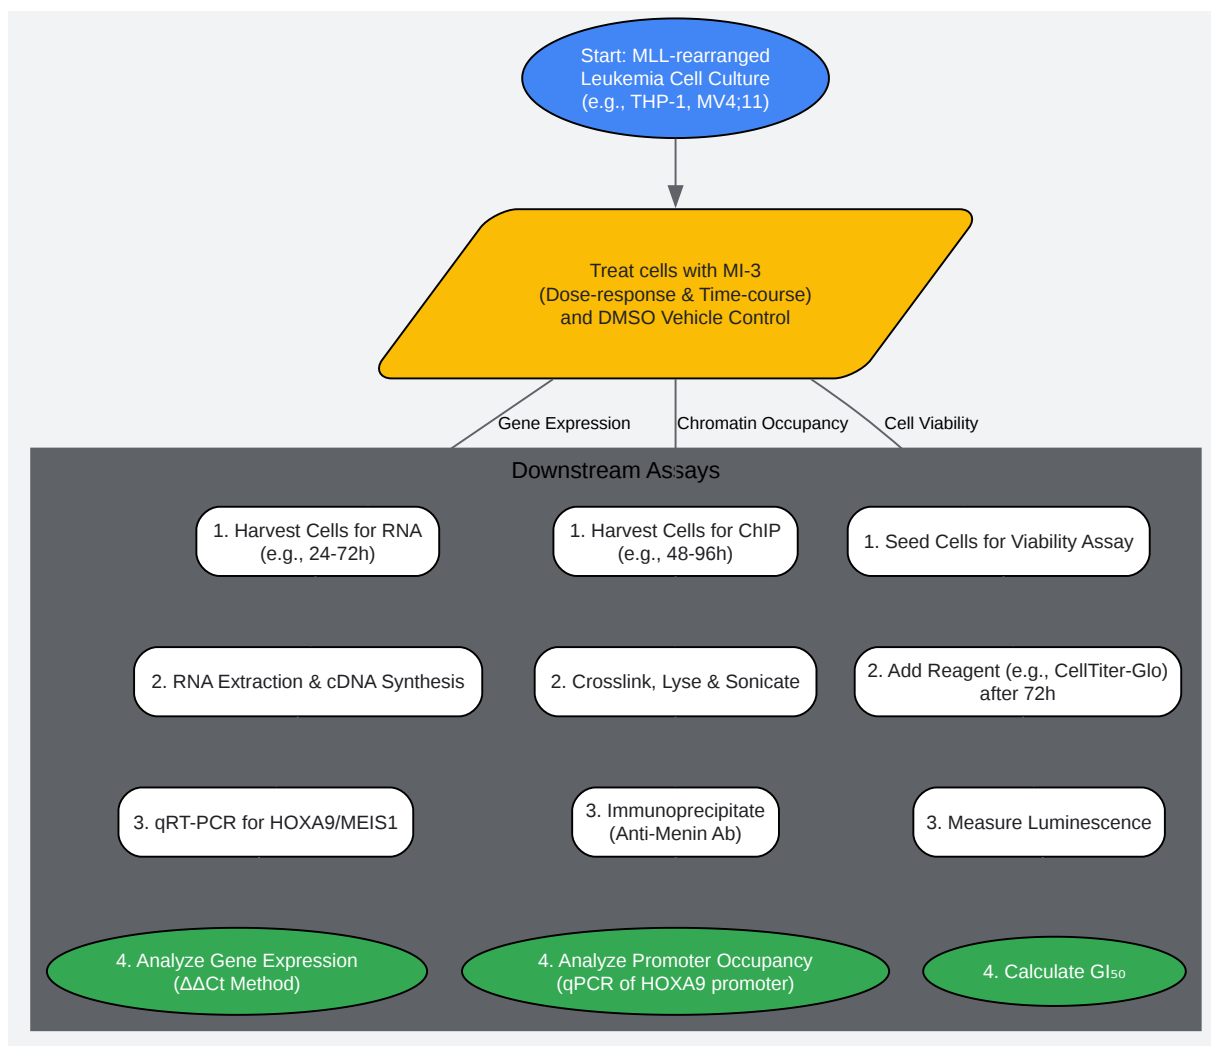 Start: MLL-rearranged
Leukemia Cell Culture
(e.g., THP-1, MV4;11)
Treat cells with MI-3
(Dose-response & Time-course)
and DMSO Vehicle Control
Gene Expression
Chromatin Occupancy
Cell Viability
Downstream Assays
1. Harvest Cells for RNA
(e.g., 24-72h)
1. Harvest Cells for ChIP
(e.g., 48-96h)
1. Seed Cells for Viability Assay
2. RNA Extraction & cDNA Synthesis
2. Crosslink, Lyse & Sonicate
2. Add Reagent (e.g., CellTiter-Glo)
after 72h
3. qRT-PCR for HOXA9/MEIS1
3. Immunoprecipitate
(Anti-Menin Ab)
3. Measure Luminescence
4. Analyze Gene Expression
(ΔΔCt Method)
4. Analyze Promoter Occupancy
(qPCR of HOXA9 promoter)
4. Calculate GI₅₀